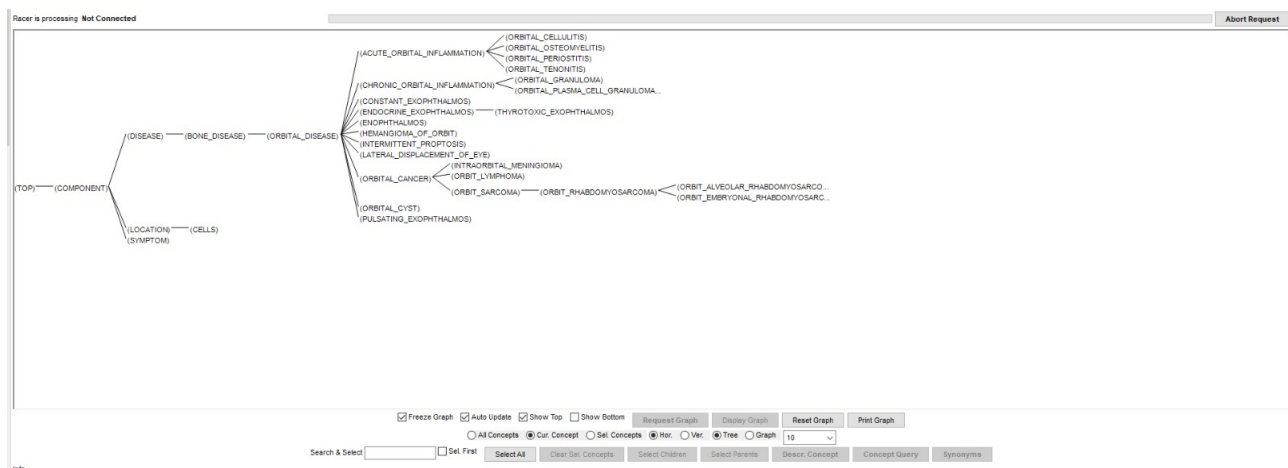 Racer is processing Not Connected Abort Request
(ORBITAL_CELLULITIS)
(ORBITAL_OSTEOMYELITIS)
(ACUTE_ORBITAL_INFLAMMATION)
(ORBITAL_PERIOSTITIS)
(ORBITAL_TENONITIS)
(ORBITAL_GRANULOMA)
(CHRONIC_ORBITAL_INFLAMMATION)
(ORBITAL_PLASMA_CELL_GRANULOMA...
(CONSTANT_EXOPHTHALMOS)
(ENDOCRINE_EXOPHTHALMOS) (THYROTOXIC_EXOPHTHALMOS)
(ENOPHTHALMOS)
(DISEASE) (BONE_DISEASE) (ORBITAL_DISEASE) (HEMANGIOMA_OF_ORBIT)
(INTERMITTENT_PROPTOSIS)
(LATERAL_DISPLACEMENT_OF_EYE)
(INTRAORBITAL_MENINGIOMA)
(ORBITAL_CANCER) (ORBIT_LYMPHOMA)
(TOP) (COMPONENT) (ORBIT_SARCOMA) (ORBIT_RHABDOMYOSARCOMA) (ORBIT_ALVEOLAR_RHABDOMYOSARCO...
(ORBIT_EMBRYONAL_RHABDOMYOSARC...
(ORBITAL_CYST)
(PULSATING_EXOPHTHALMOS)
(LOCATION) (CELLS)
(SYMPTOM)
Freeze Graph Auto Update Show Top Show Bottom Request Graph Display Graph Reset Graph Print Graph
All Concepts Cur. Concept Sel. Concepts Hor. Ver. Tree Graph 10
Search & Select Sel. First Select All Clear Sel. Concepts Select Children Select Parents Descr. Concept Concept Query Synonyms